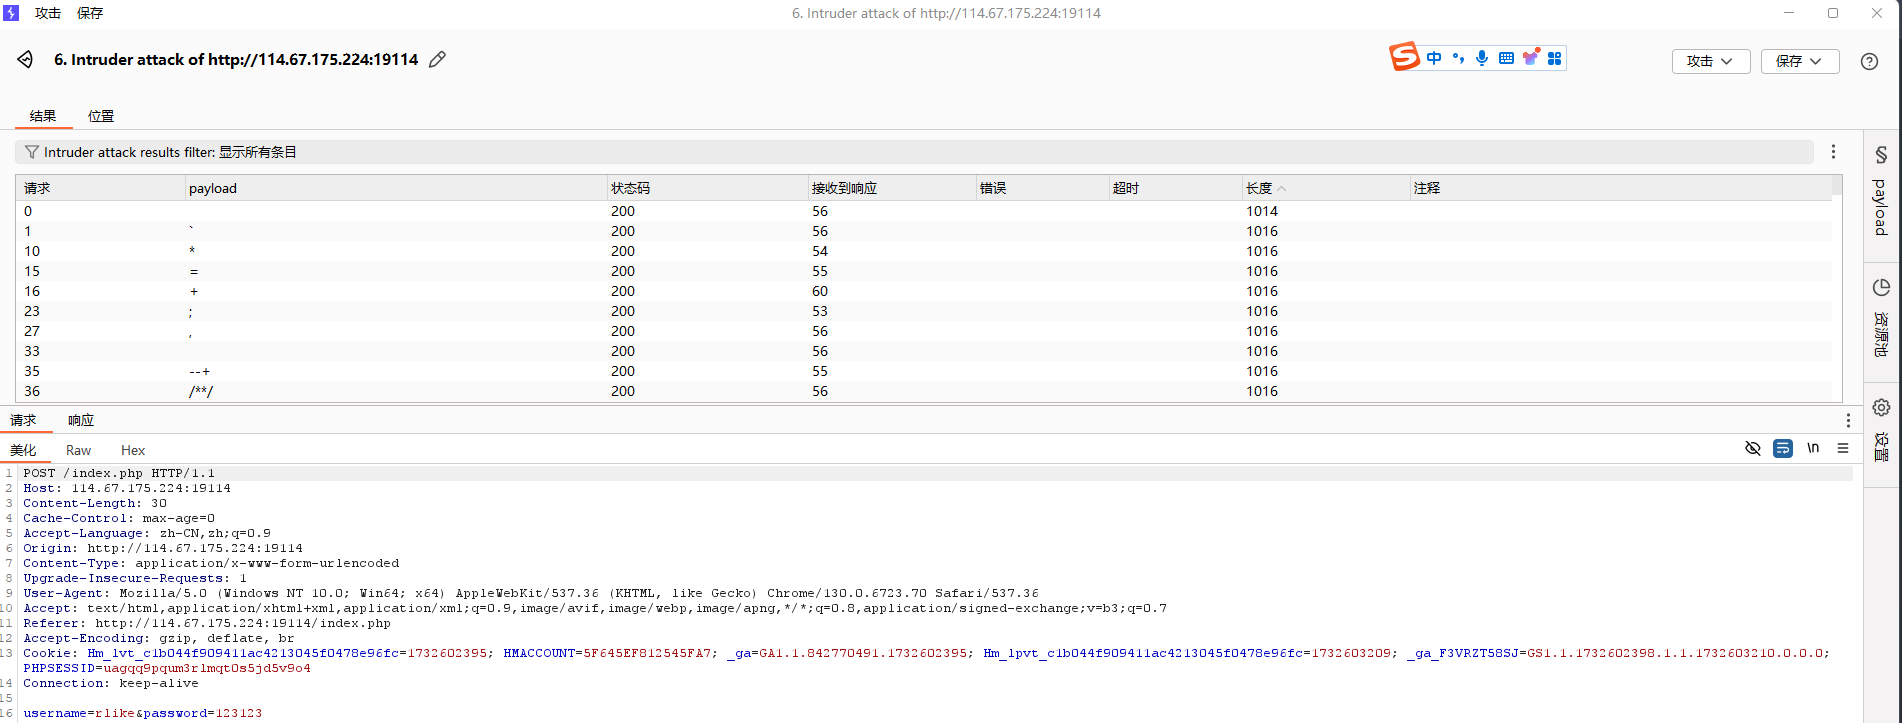 攻击 保存 6. Intruder attack of http://114.67.175.224:19114
6. Intruder attack of http://114.67.175.224:19114 中 攻击 保存
结果 位置
Intruder attack results filter: 显示所有条目
请求 payload 状态码 接收到响应 错误 超时 长度 注释
0 200 56 1014
1 ` 200 56 1016
10 * 200 54 1016
15 = 200 55 1016
16 + 200 60 1016
23 ; 200 53 1016
27 , 200 56 1016
33 200 56 1016
35 --+ 200 55 1016
36 /**/ 200 56 1016
payload
资源池
设置
请求 响应
美化 Raw Hex \n
1 POST /index.php HTTP/1.1
2 Host: 114.67.175.224:19114
3 Content-Length: 30
4 Cache-Control: max-age=0
5 Accept-Language: zh-CN,zh;q=0.9
6 Origin: http://114.67.175.224:19114
7 Content-Type: application/x-www-form-urlencoded
8 Upgrade-Insecure-Requests: 1
9 User-Agent: Mozilla/5.0 (Windows NT 10.0; Win64; x64) AppleWebKit/537.36 (KHTML, like Gecko) Chrome/130.0.6723.70 Safari/537.36
10 Accept: text/html,application/xhtml+xml,application/xml;q=0.9,image/avif,image/webp,image/apng,*/*;q=0.8,application/signed-exchange;v=b3;q=0.7
11 Referer: http://114.67.175.224:19114/index.php
12 Accept-Encoding: gzip, deflate, br
13 Cookie: Hm_lvt_c1b044f909411ac4213045f0478e96fc=1732602395; HMACCOUNT=5F645EF812545FA7; _ga=GA1.1.842770491.1732602395; Hm_lpvt_c1b044f909411ac4213045f0478e96fc=1732603209; _ga_F3VRZT58SJ=GS1.1.1732602398.1.1.1732603210.0.0.0;
PHPSESSID=uagqq9pqum3rlmqt0s5jd5v9o4
14 Connection: keep-alive
15
16 username=rlike&password=123123